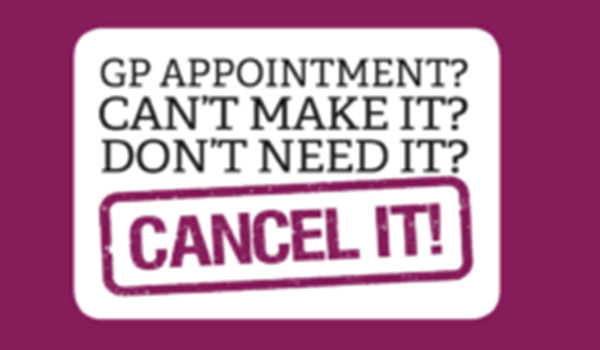 GP APPOINTMENT?
CAN'T MAKE IT?
DON'T NEED IT?
CANCEL IT!